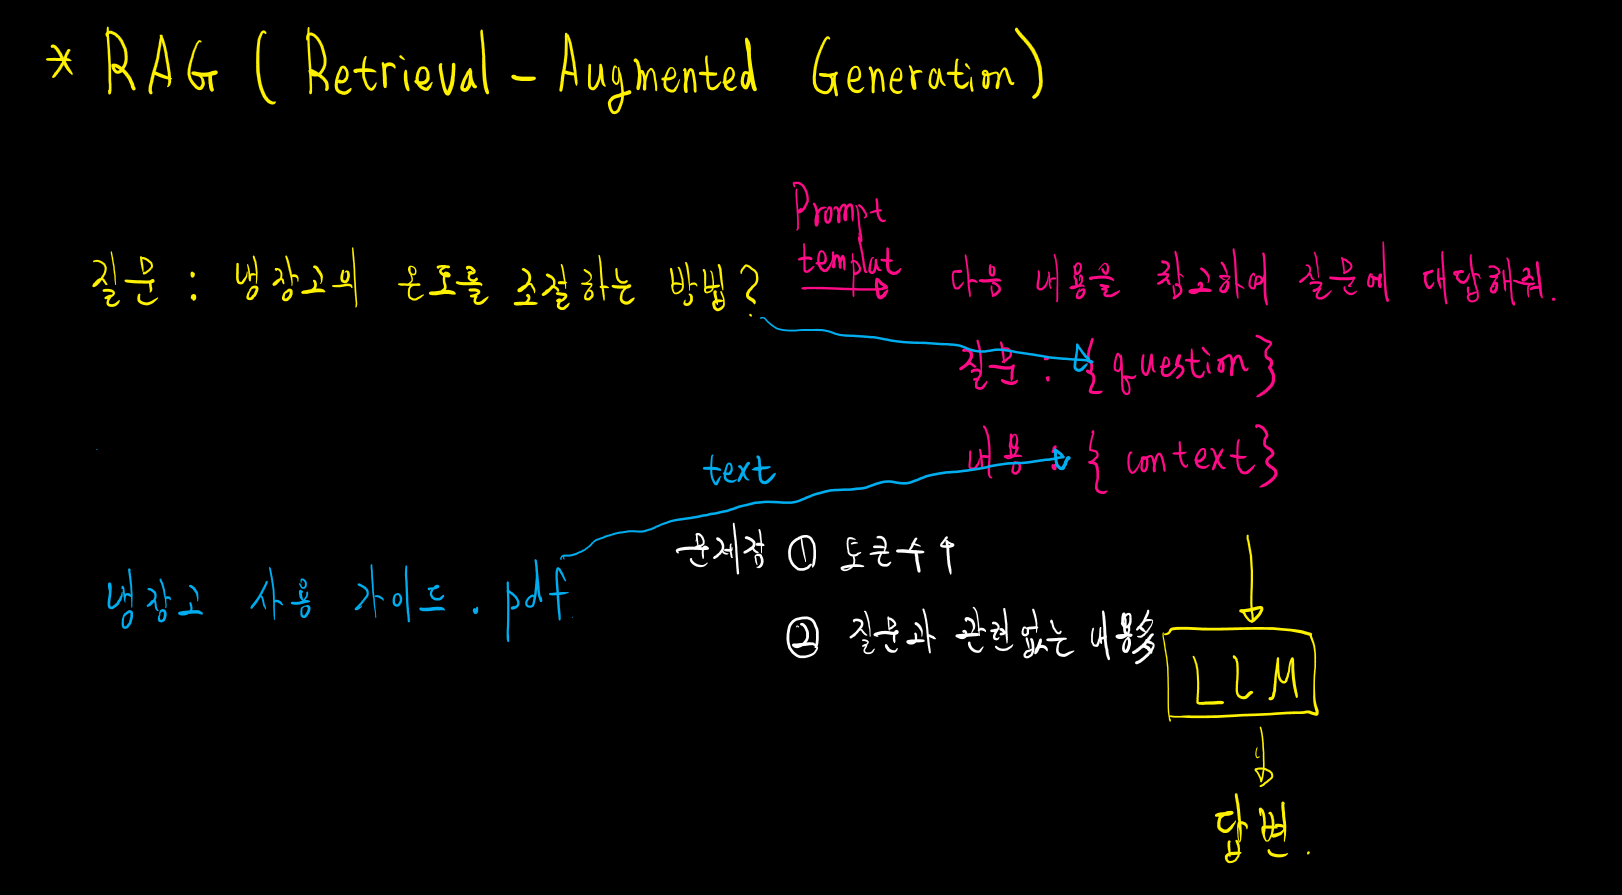 * RAG ( Retrieval - Augmented Generation )
Prompt
templat
질문 : 냉장고의 온도를 조절하는 방법?
다음 내용을 참고하여 질문에 대답해줘.
질문 : { question }
내용 : { context }
text
냉장고 사용 가이드 . pdf
문제점 ① 토큰수 ↑
② 질문과 관련없는 내용多
LLM
답변.